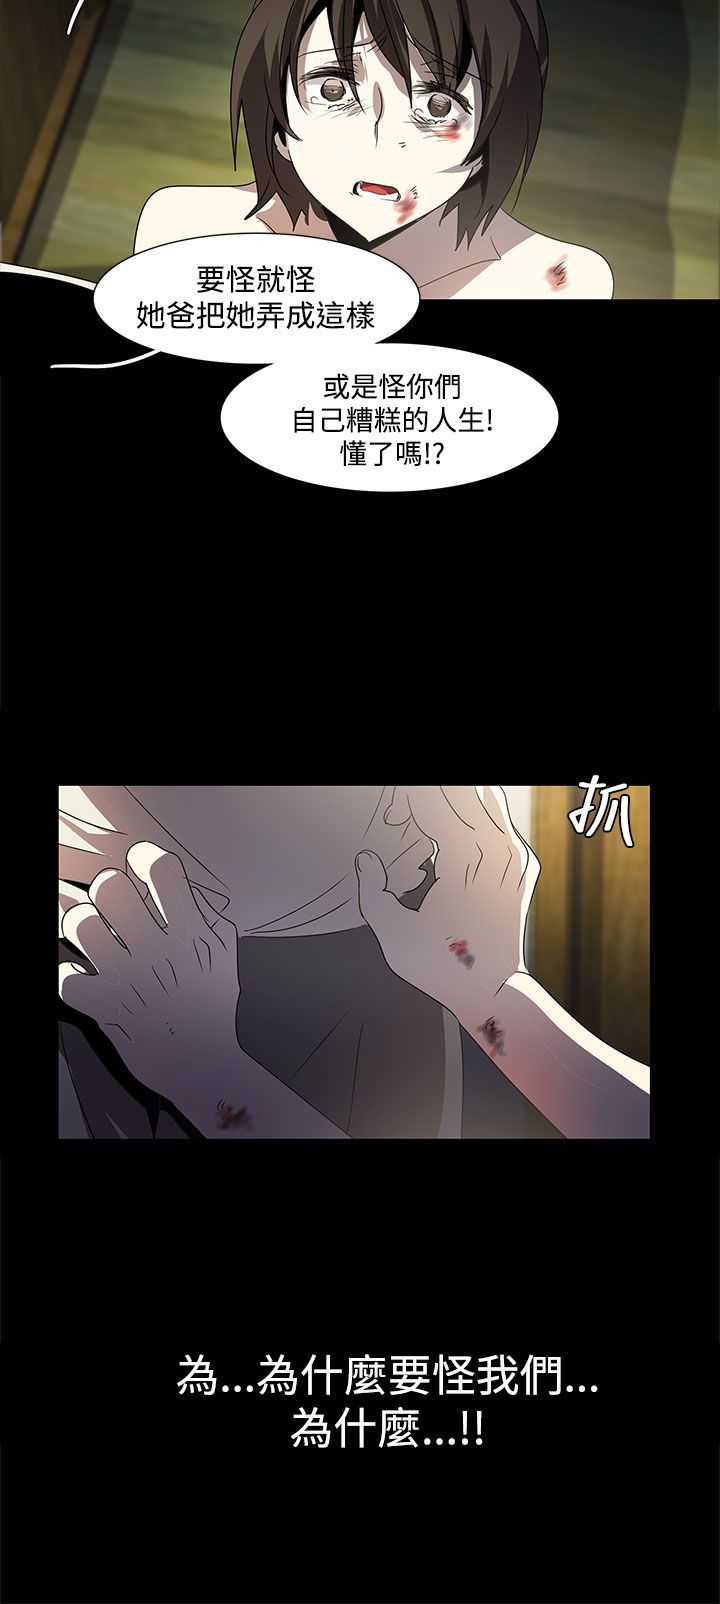 要怪就怪
她爸把她弄成這樣
或是怪你們
自己糟糕的人生!
懂了嗎!?
抓
為...為什麼要怪我們...
為什麼...!!